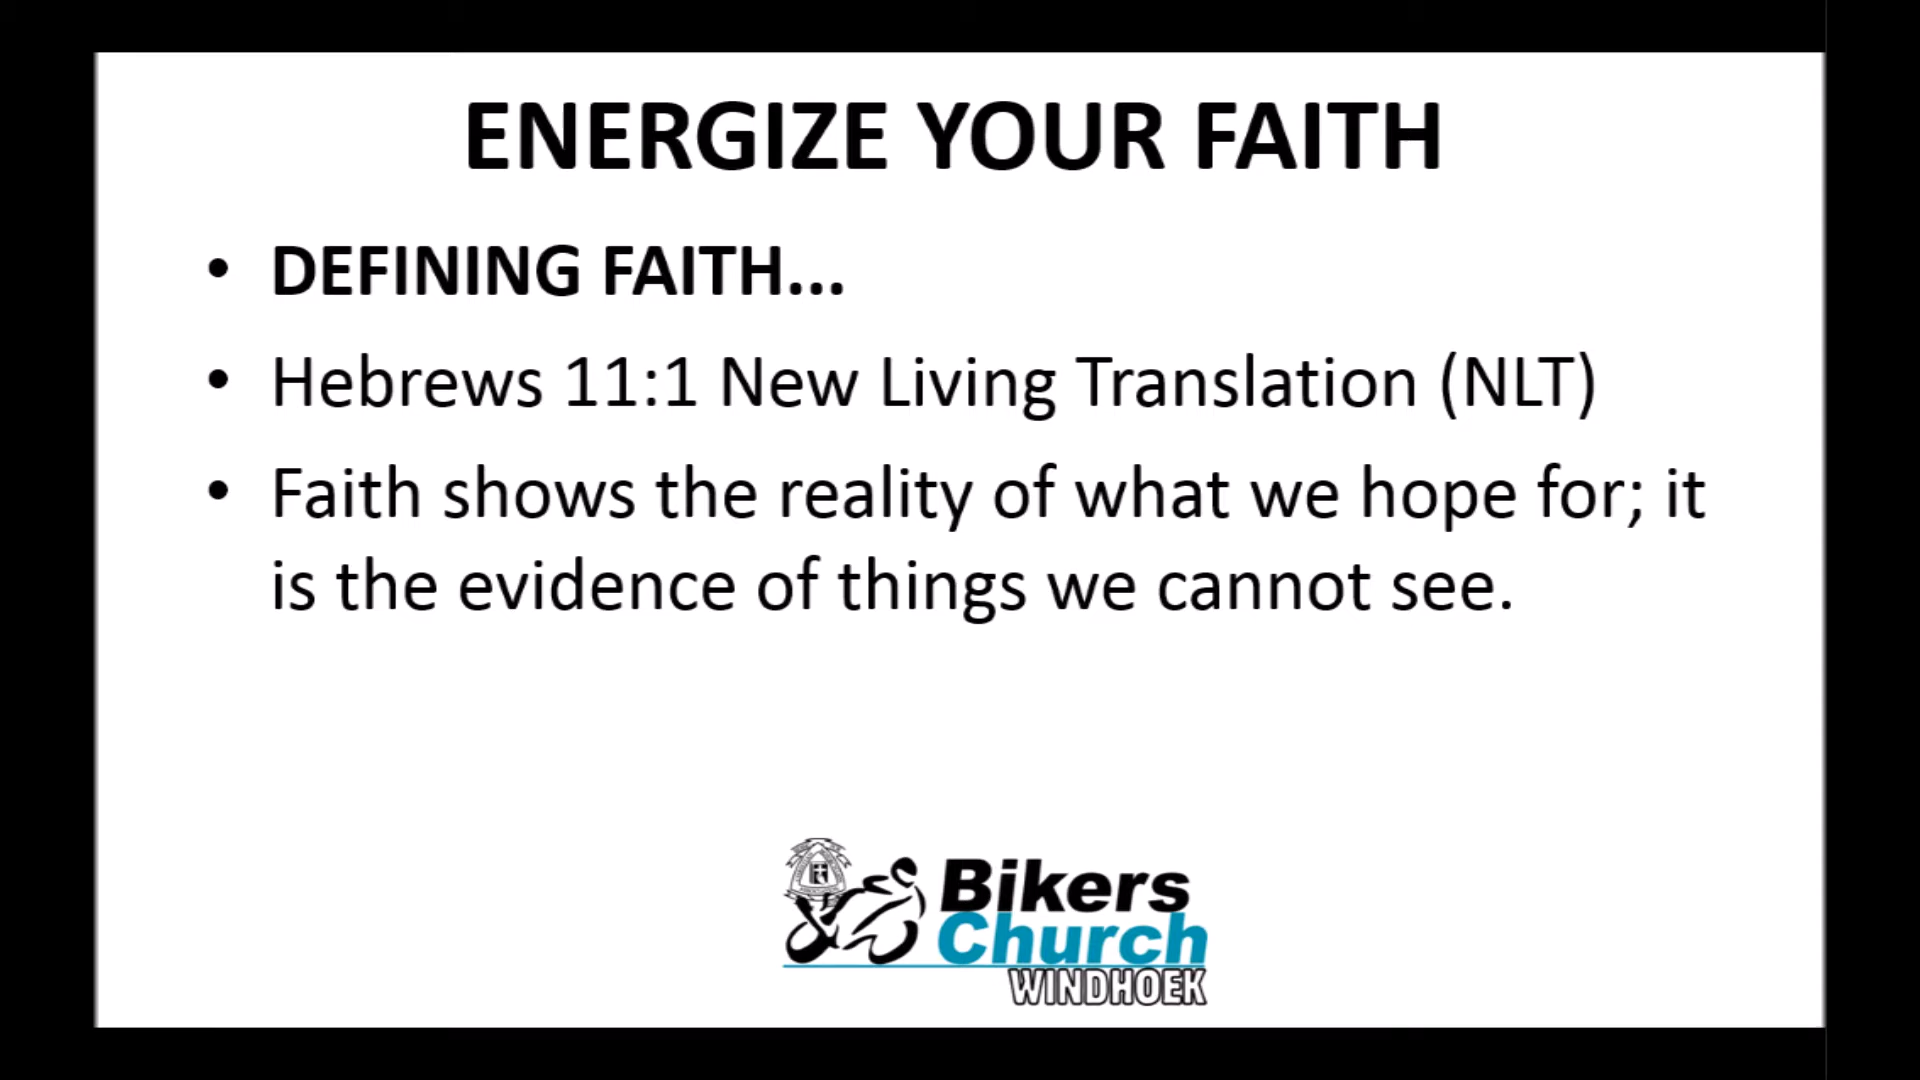 ENERGIZE YOUR FAITH
• DEFINING FAITH...
• Hebrews 11:1 New Living Translation (NLT)
• Faith shows the reality of what we hope for; it
is the evidence of things we cannot see.
Bikers
Church
WINDHOEK